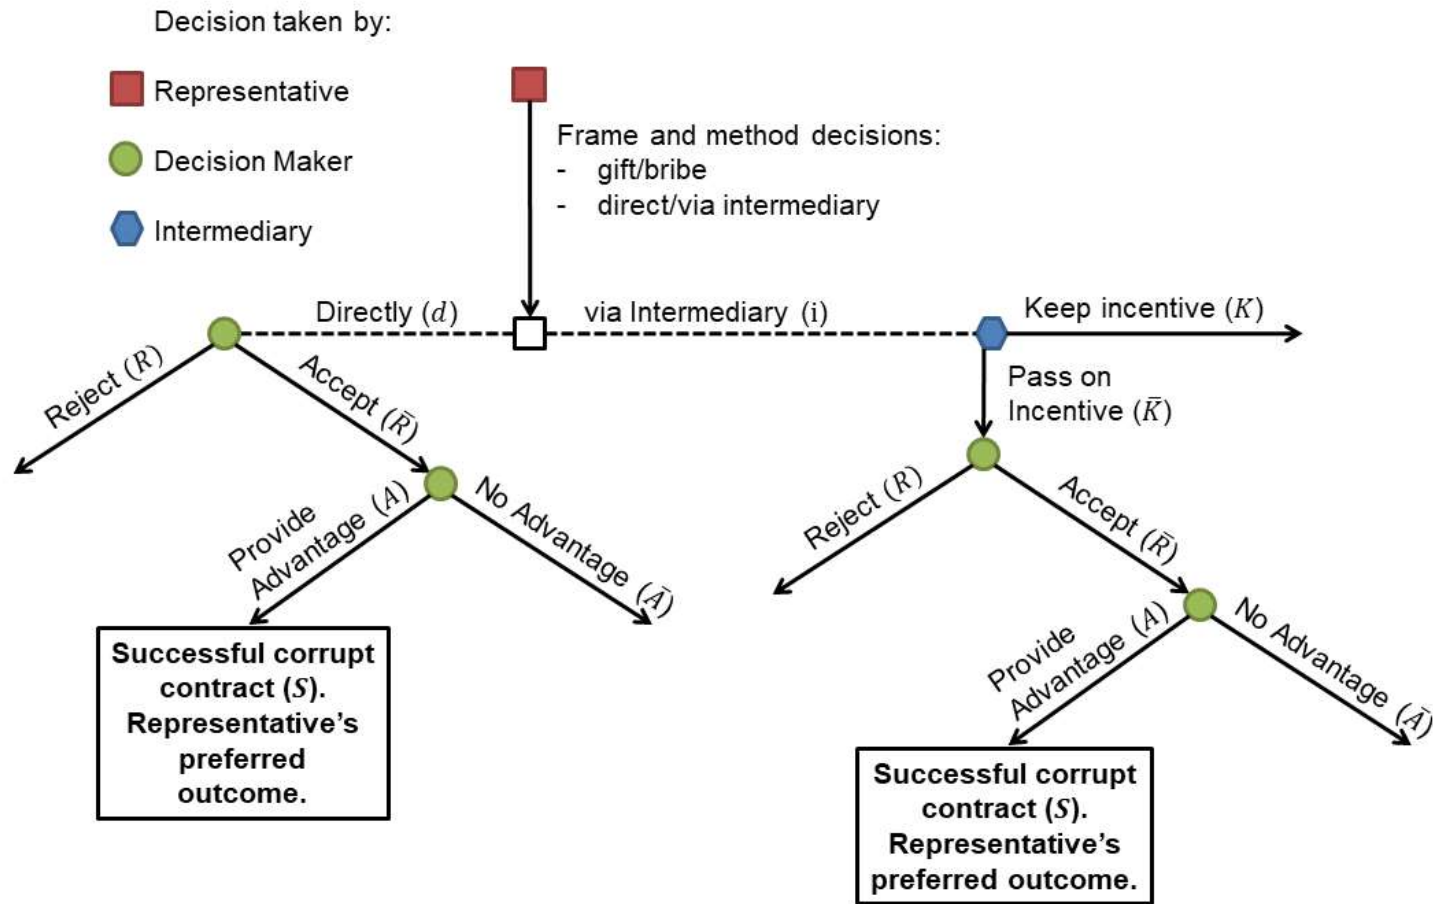 Decision taken by:
Representative
Decision Maker
Intermediary
Frame and method decisions:
- gift/bribe
- direct/via intermediary
Directly (d)
via Intermediary (i)
Keep incentive (K)
Reject (R)
Accept (R̄)
Pass on
Incentive (K̄)
Provide
Advantage (A)
No Advantage (Ā)
Successful corrupt
contract (S).
Representative’s
preferred
outcome.
Reject (R)
Accept (R̄)
Provide
Advantage (A)
No Advantage (Ā)
Successful corrupt
contract (S).
Representative’s
preferred outcome.